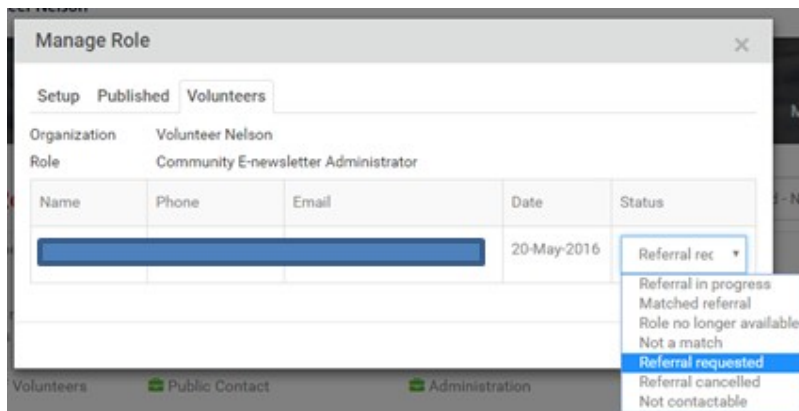 Manage Role
×
Setup Published Volunteers
Organization Volunteer Nelson
Role Community E-newsletter Administrator
Name Phone Email Date Status
20-May-2016 Referral rec
Referral in progress
Matched referral
Role no longer available
Not a match
Referral requested
Referral cancelled
Not contactable
Volunteers Public Contact Administration